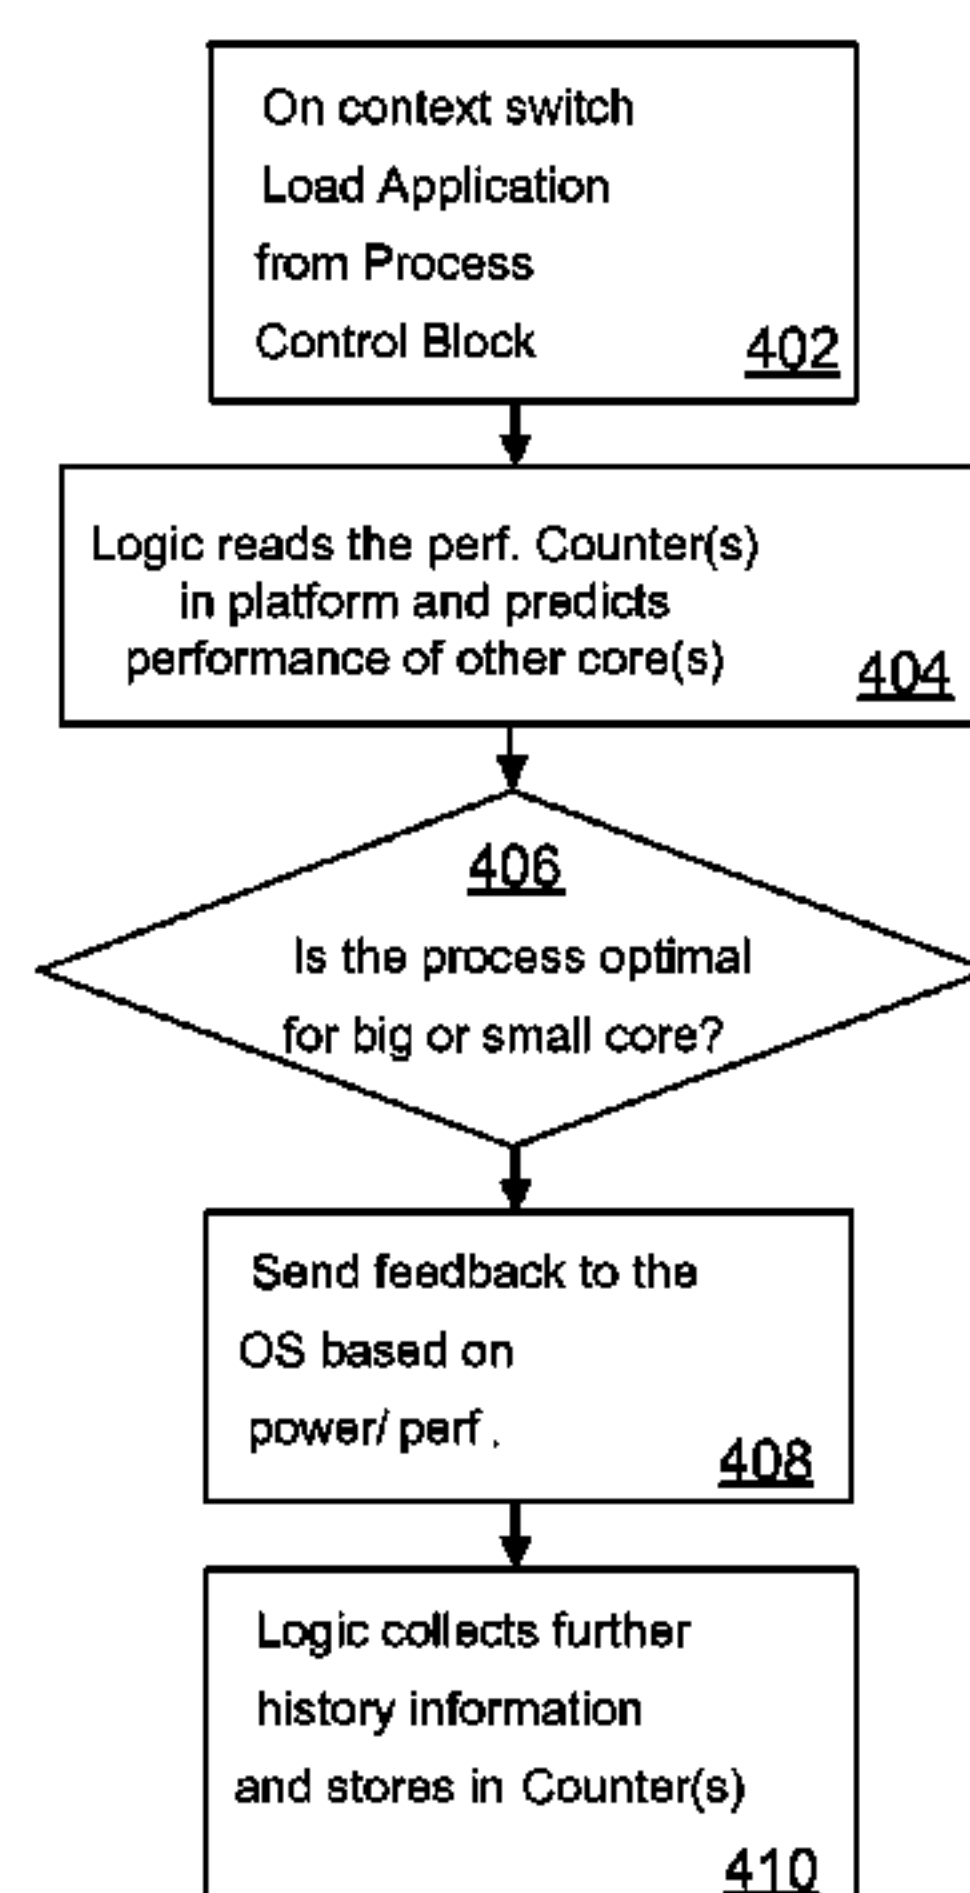 On context switch
Load Application
from Process
Control Block
402
Logic reads the perf. Counter(s)
in platform and predicts
performance of other core(s)
404
406
Is the process optimal
for big or small core?
Send feedback to the
OS based on
power/ perf .
408
Logic collects further
history information
and stores in Counter(s)
410